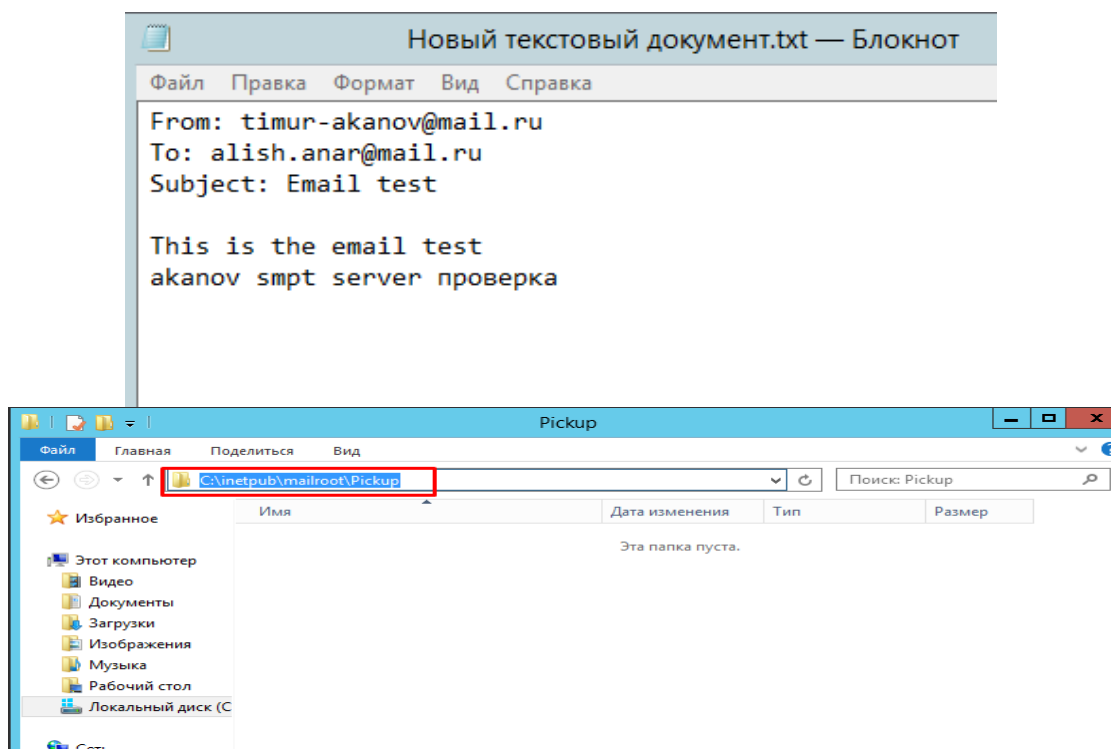 Новый текстовый документ.txt — Блокнот
Файл Правка Формат Вид Справка
From: timur-akanov@mail.ru
To: alish.anar@mail.ru
Subject: Email test
This is the email test
akanov smpt server проверка
Pickup
Файл Главная Поделиться Вид
C:\inetpub\mailroot\Pickup
Поиск: Pickup
Имя Дата изменения Тип Размер
Избранное
Эта папка пуста.
Этот компьютер
Видео
Документы
Загрузки
Изображения
Музыка
Рабочий стол
Локальный диск (C